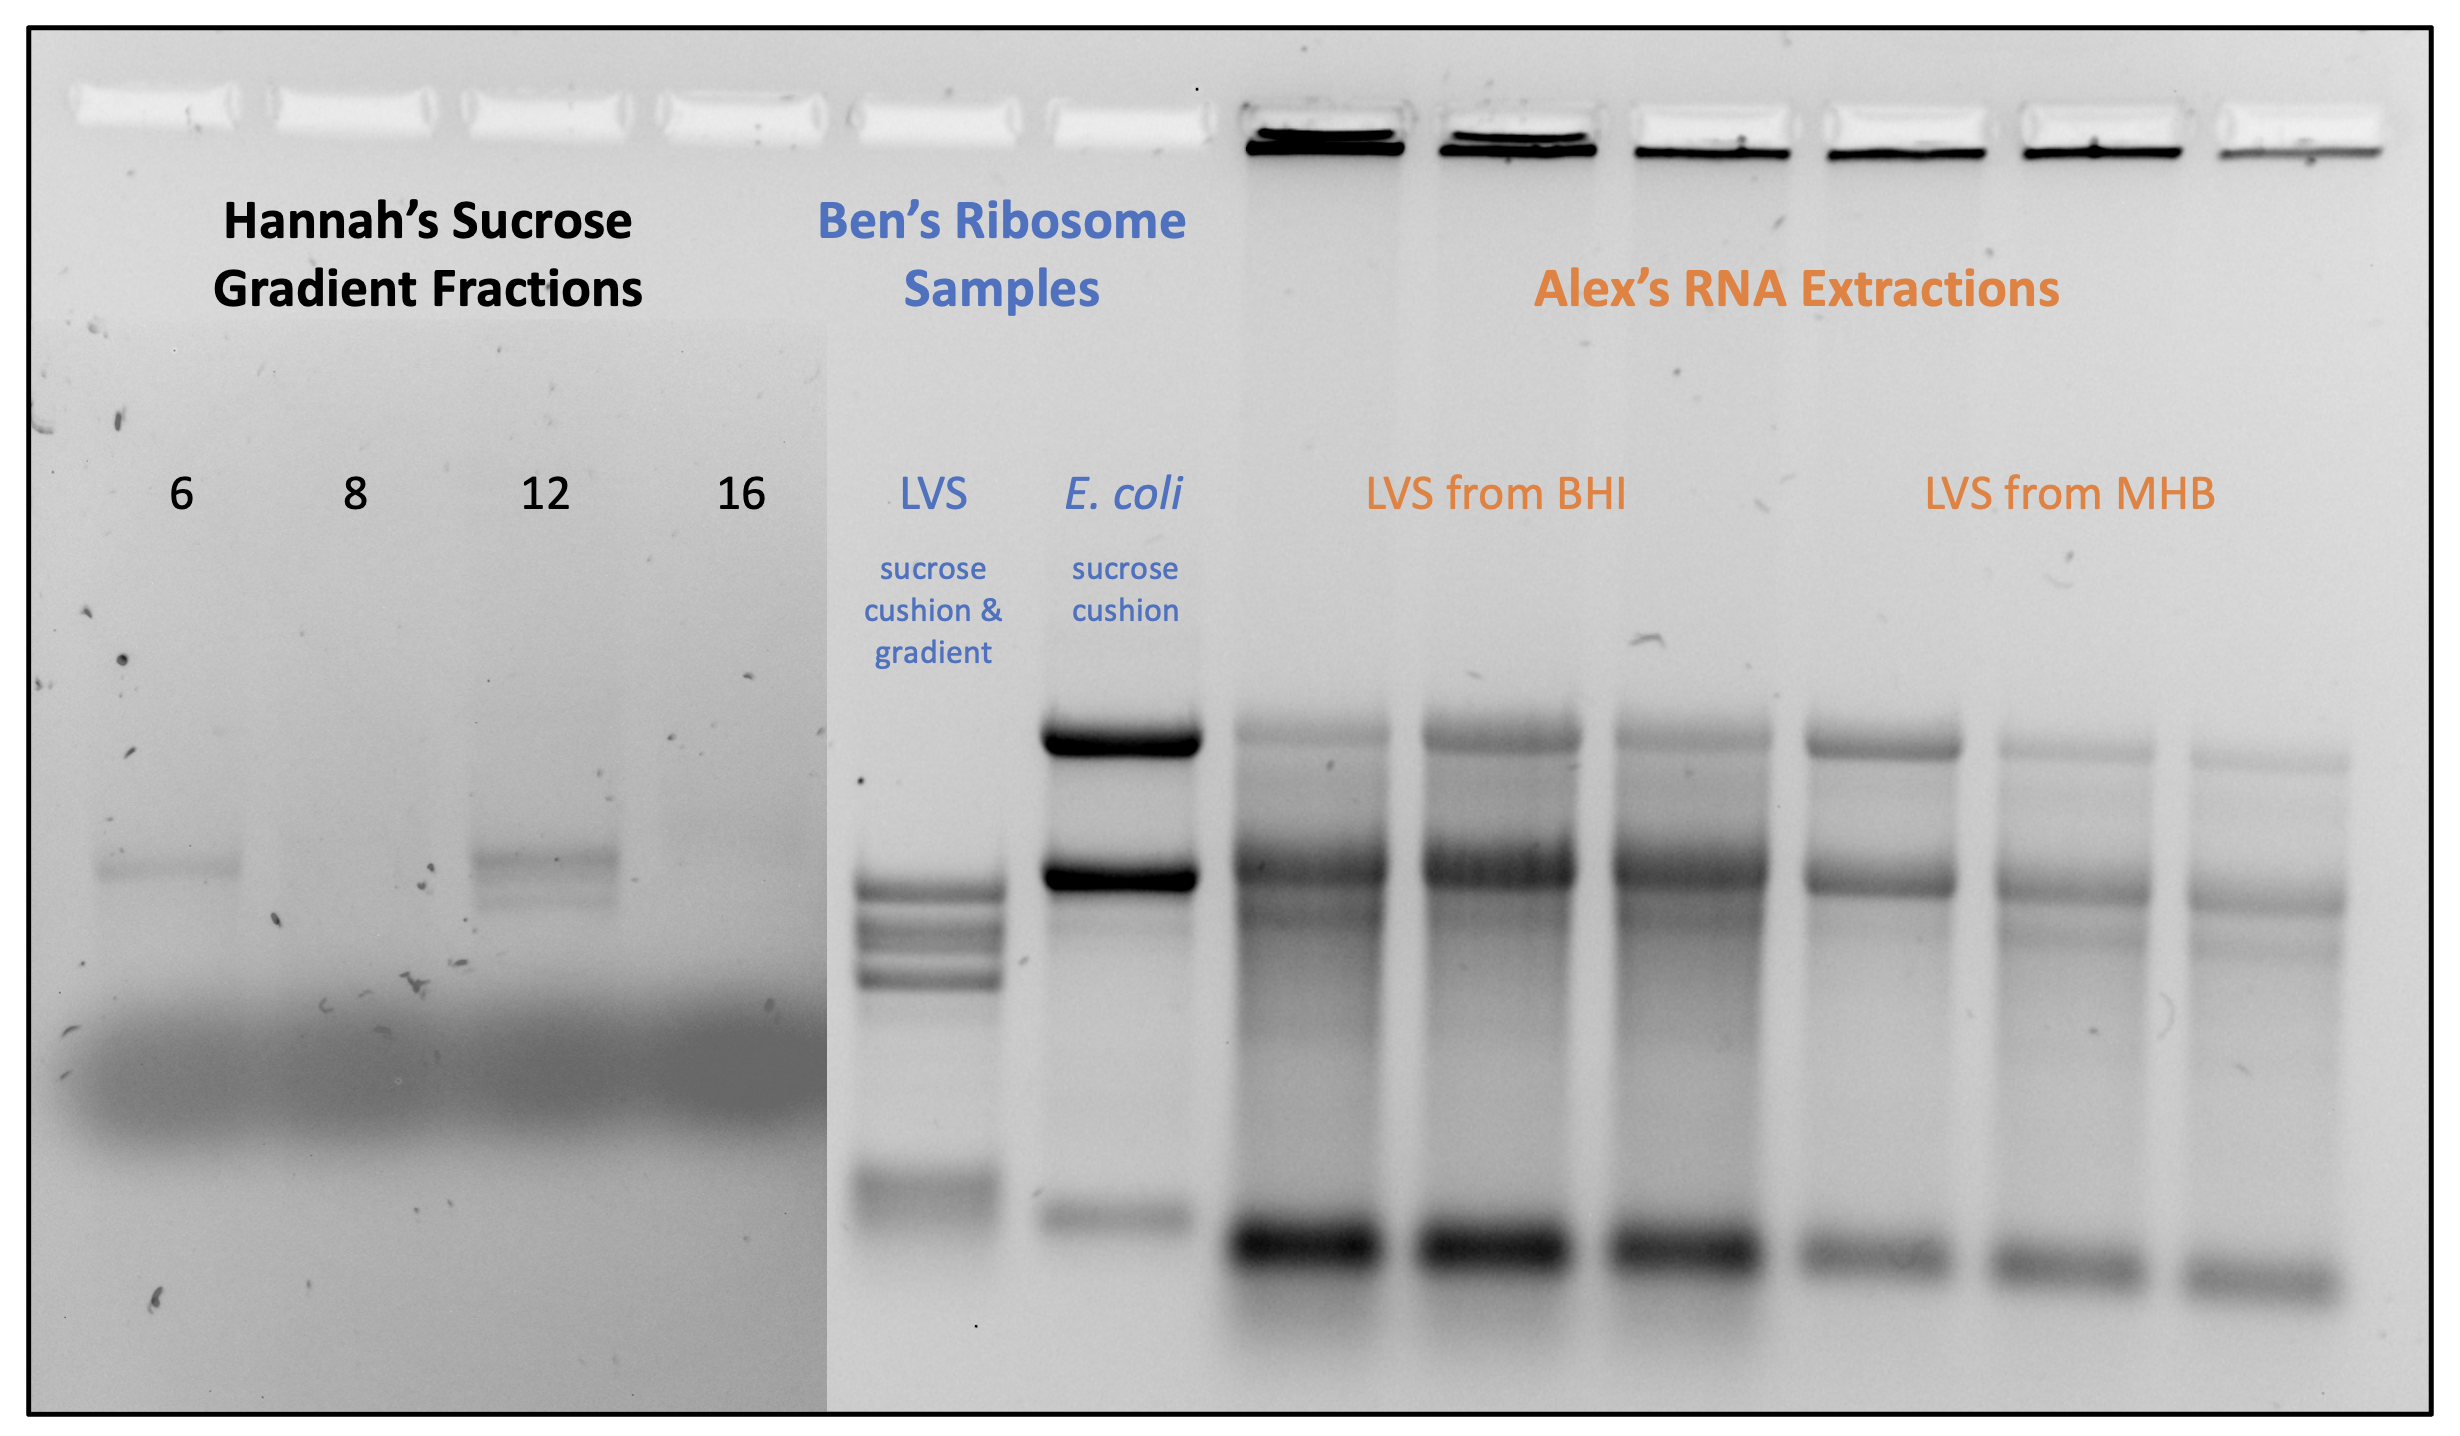 Hannah’s Sucrose
Gradient Fractions
Ben’s Ribosome
Samples
Alex’s RNA Extractions
6
8
12
16
LVS
E. coli
LVS from BHI
LVS from MHB
sucrose
cushion &
gradient
sucrose
cushion